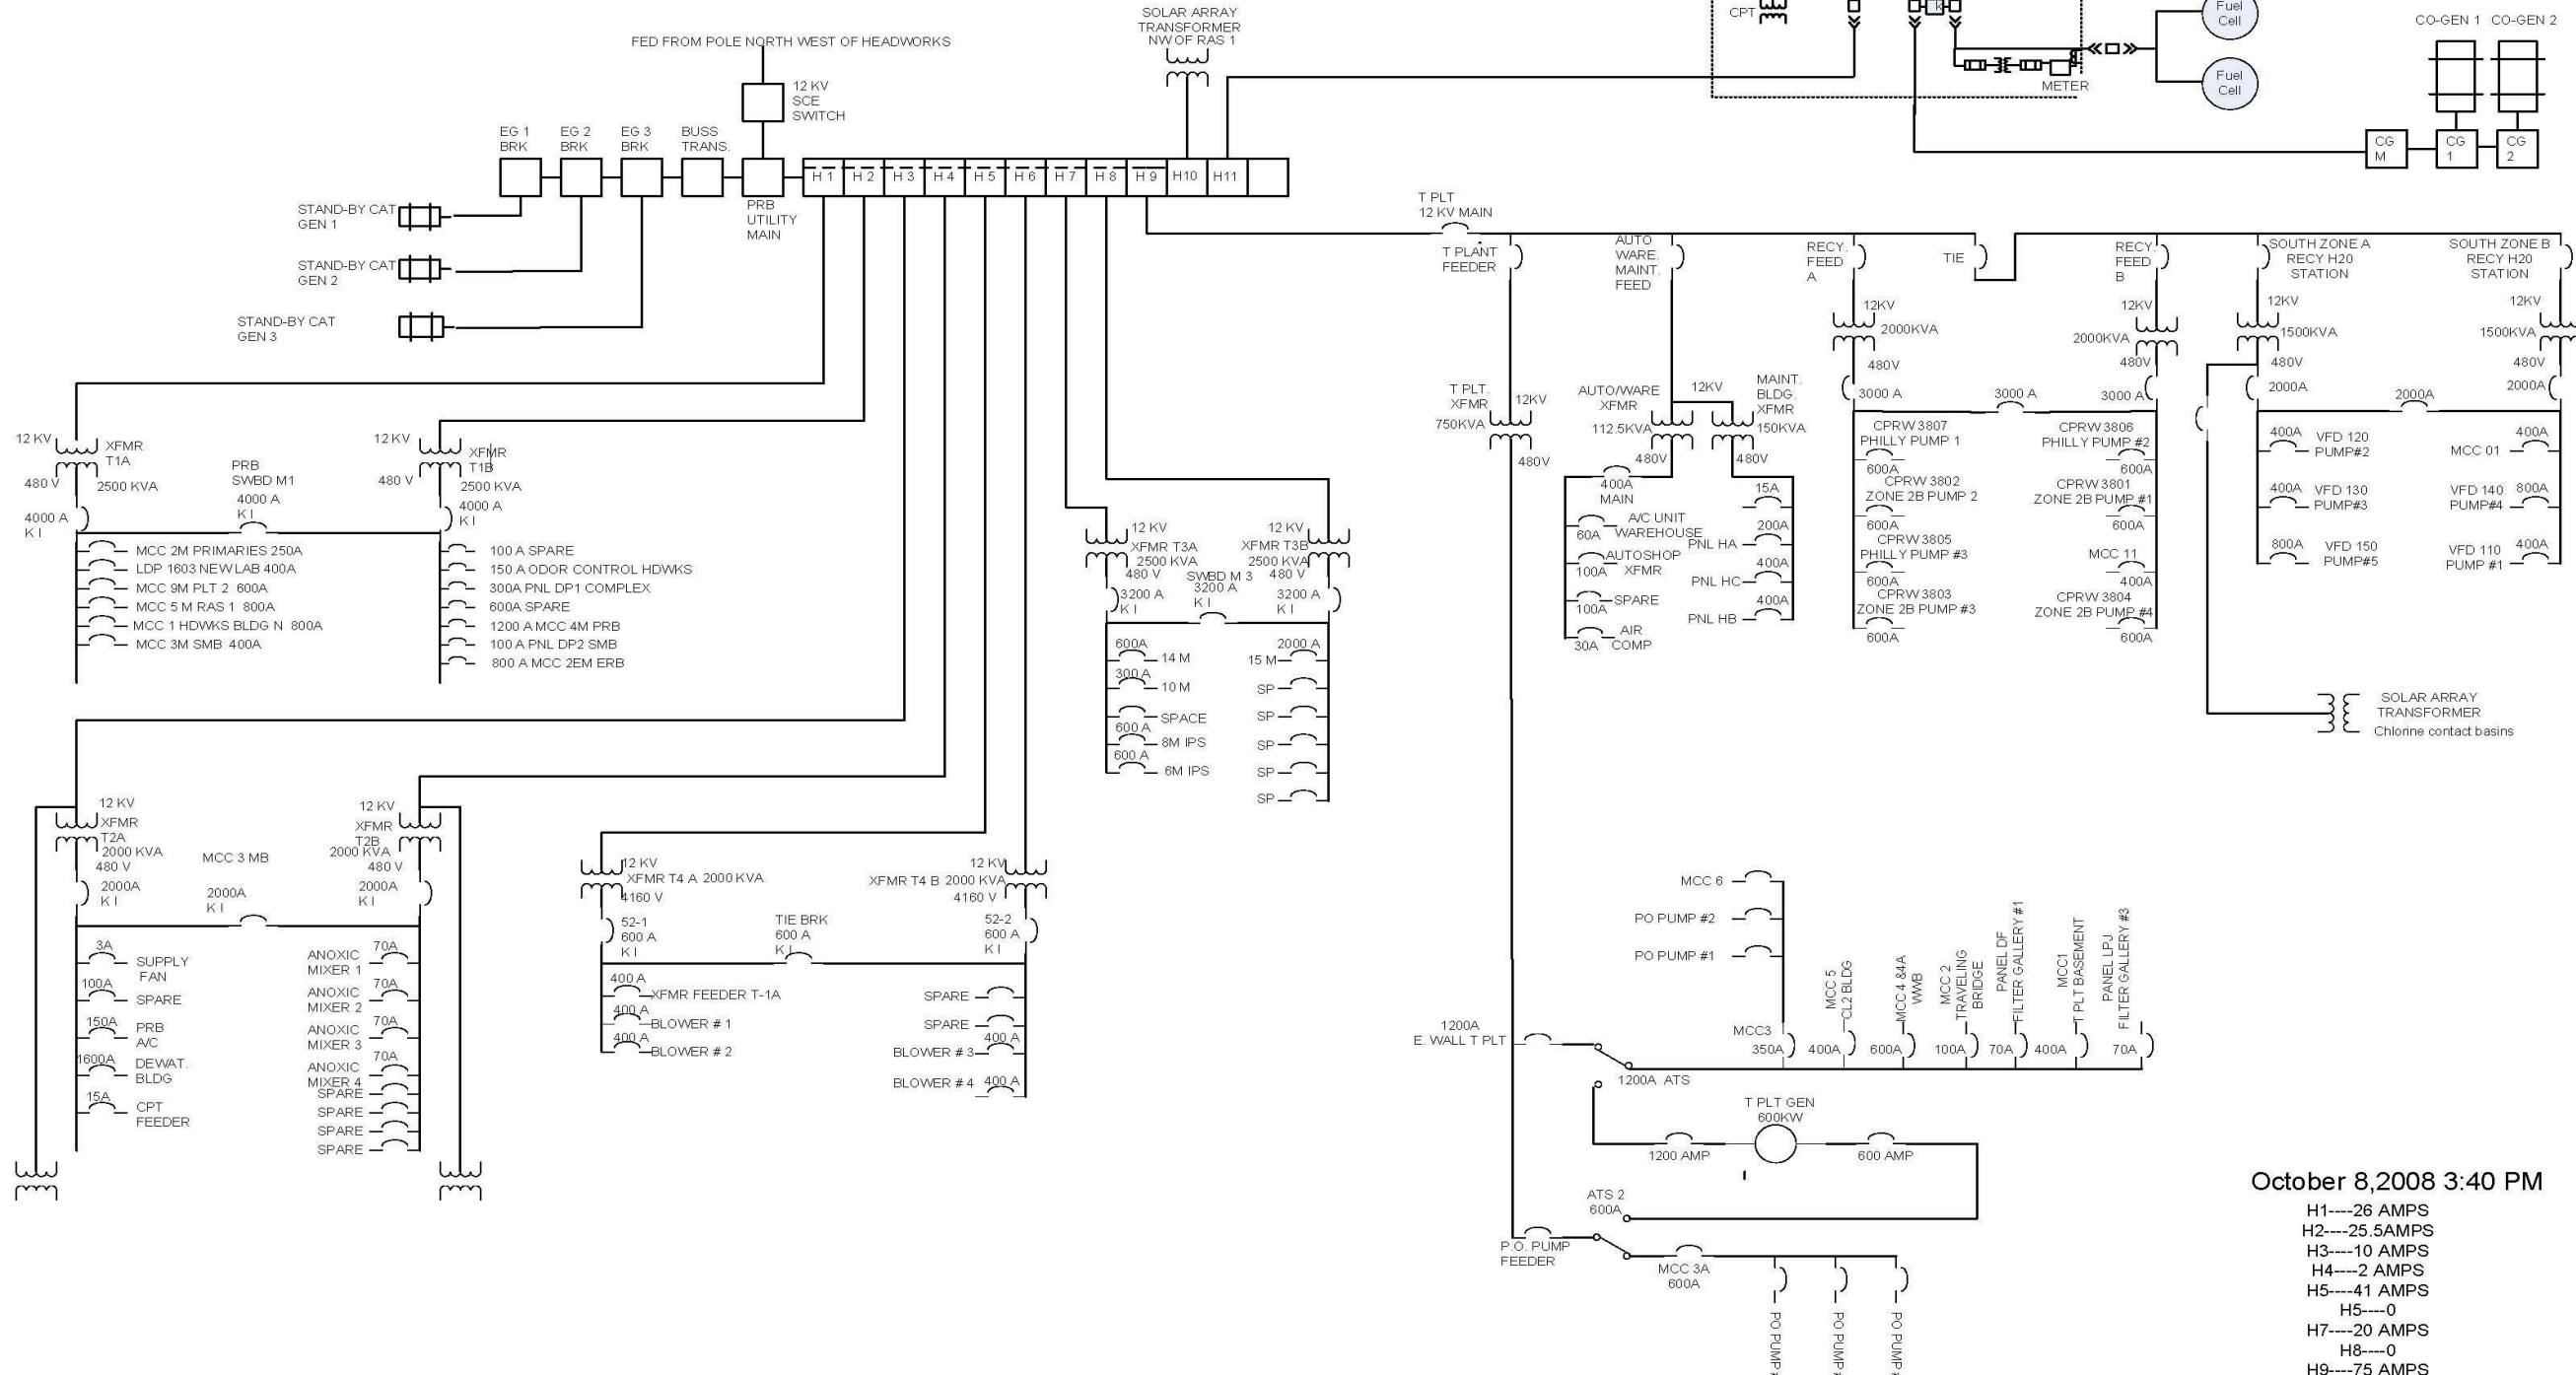 SOLAR ARRAY
TRANSFORMER
NW OF RAS 1
CPT
K
Fuel
Cell
Fuel
Cell
METER
CO-GEN 1
CO-GEN 2
CG
M
CG
1
CG
2
FED FROM POLE NORTH WEST OF HEADWORKS
12 KV
SCE
SWITCH
EG 1
BRK
EG 2
BRK
EG 3
BRK
BUSS
TRANS.
PRB
UTILITY
MAIN
H 1
H 2
H 3
H 4
H 5
H 6
H 7
H 8
H 9
H10
H11
STAND-BY CAT
GEN 1
STAND-BY CAT
GEN 2
STAND-BY CAT
GEN 3
T PLT
12 KV MAIN
T PLANT
FEEDER
AUTO
WARE.
MAINT.
FEED
RECY.
FEED
A
TIE
RECY.
FEED
B
SOUTH ZONE A
RECY H20
STATION
SOUTH ZONE B
RECY H20
STATION
12KV
2000KVA
480V
3000 A
3000 A
12KV
2000KVA
480V
3000 A
12KV
1500KVA
480V
2000A
2000A
12KV
1500KVA
480V
2000A
T PLT.
XFMR
12KV
750KVA
480V
AUTO/WARE
XFMR
112.5KVA
480V
12KV
MAINT.
BLDG.
XFMR
150KVA
480V
400A
MAIN
60A
A/C UNIT
WAREHOUSE
100A
AUTOSHOP
XFMR
100A
SPARE
30A
AIR
COMP
15A
200A
PNL HA
400A
PNL HC
400A
PNL HB
CPRW 3807
PHILLY PUMP 1
600A
CPRW 3802
ZONE 2B PUMP 2
600A
CPRW 3805
PHILLY PUMP #3
600A
CPRW 3803
ZONE 2B PUMP #3
600A
CPRW 3806
PHILLY PUMP #2
600A
CPRW 3801
ZONE 2B PUMP #1
600A
MCC 11
400A
CPRW 3804
ZONE 2B PUMP #4
600A
400A
VFD 120
PUMP#2
400A
VFD 130
PUMP#3
800A
VFD 150
PUMP#5
400A
MCC 01
VFD 140
PUMP#4
800A
VFD 110
PUMP #1
400A
SOLAR ARRAY
TRANSFORMER
Chlorine contact basins
12 KV
XFMR
T1A
480 V
2500 KVA
4000 A
K I
PRB
SWBD M1
4000 A
K I
12 KV
XFMR
T1B
480 V
2500 KVA
4000 A
K I
MCC 2M PRIMARIES 250A
LDP 1603 NEW LAB 400A
MCC 9M PLT 2 600A
MCC 5 M RAS 1 800A
MCC 1 HDWKS BLDG N 800A
MCC 3M SMB 400A
100 A SPARE
150 A ODOR CONTROL HDWKS
300A PNL DP1 COMPLEX
600A SPARE
1200 A MCC 4M PRB
100 A PNL DP2 SMB
800 A MCC 2EM ERB
12 KV
XFMR T3A
2500 KVA
480 V
3200 A
K I
SWBD M 3
3200 A
K I
12 KV
XFMR T3B
2500 KVA
480 V
3200 A
K I
600A
14 M
300 A
10 M
SPACE
600 A
8M IPS
600 A
6M IPS
2000 A
15 M
SP
SP
SP
SP
SP
12 KV
XFMR
T2A
2000 KVA
480 V
2000A
K I
MCC 3 MB
2000A
K I
12 KV
XFMR
T2B
2000 KVA
480 V
2000A
K I
3A
SUPPLY
FAN
100A
SPARE
150A
PRB
A/C
1600A
DEWAT.
BLDG
15A
CPT
FEEDER
ANOXIC
MIXER 1
70A
ANOXIC
MIXER 2
70A
ANOXIC
MIXER 3
70A
ANOXIC
MIXER 4
70A
SPARE
SPARE
SPARE
SPARE
12 KV
XFMR T4 A 2000 KVA
4160 V
52-1
600 A
K I
TIE BRK
600 A
K I
12 KV
XFMR T4 B 2000 KVA
4160 V
52-2
600 A
K I
400 A
XFMR FEEDER T-1A
400 A
BLOWER # 1
400 A
BLOWER # 2
SPARE
SPARE
400 A
BLOWER # 3
BLOWER # 4
400 A
MCC 6
PO PUMP #2
PO PUMP #1
MCC3
350A
MCC 5
CL2 BLDG
400A
MCC 4 &4A
WWB
600A
MCC 2
TRAVELING
BRIDGE
100A
PANEL DF
FILTER GALLERY #1
70A
MCC1
T PLT BASEMENT
400A
PANEL LPJ
FILTER GALLERY #3
70A
1200A
E. WALL T PLT
1200A ATS
T PLT GEN
600KW
1200 AMP
600 AMP
ATS 2
600A
P.O. PUMP
FEEDER
MCC 3A
600A
PO PUMP
PO PUMP
PO PUMP
October 8,2008 3:40 PM
H1----26 AMPS
H2----25.5AMPS
H3----10 AMPS
H4----2 AMPS
H5----41 AMPS
H5----0
H7----20 AMPS
H8----0
H9----75 AMPS